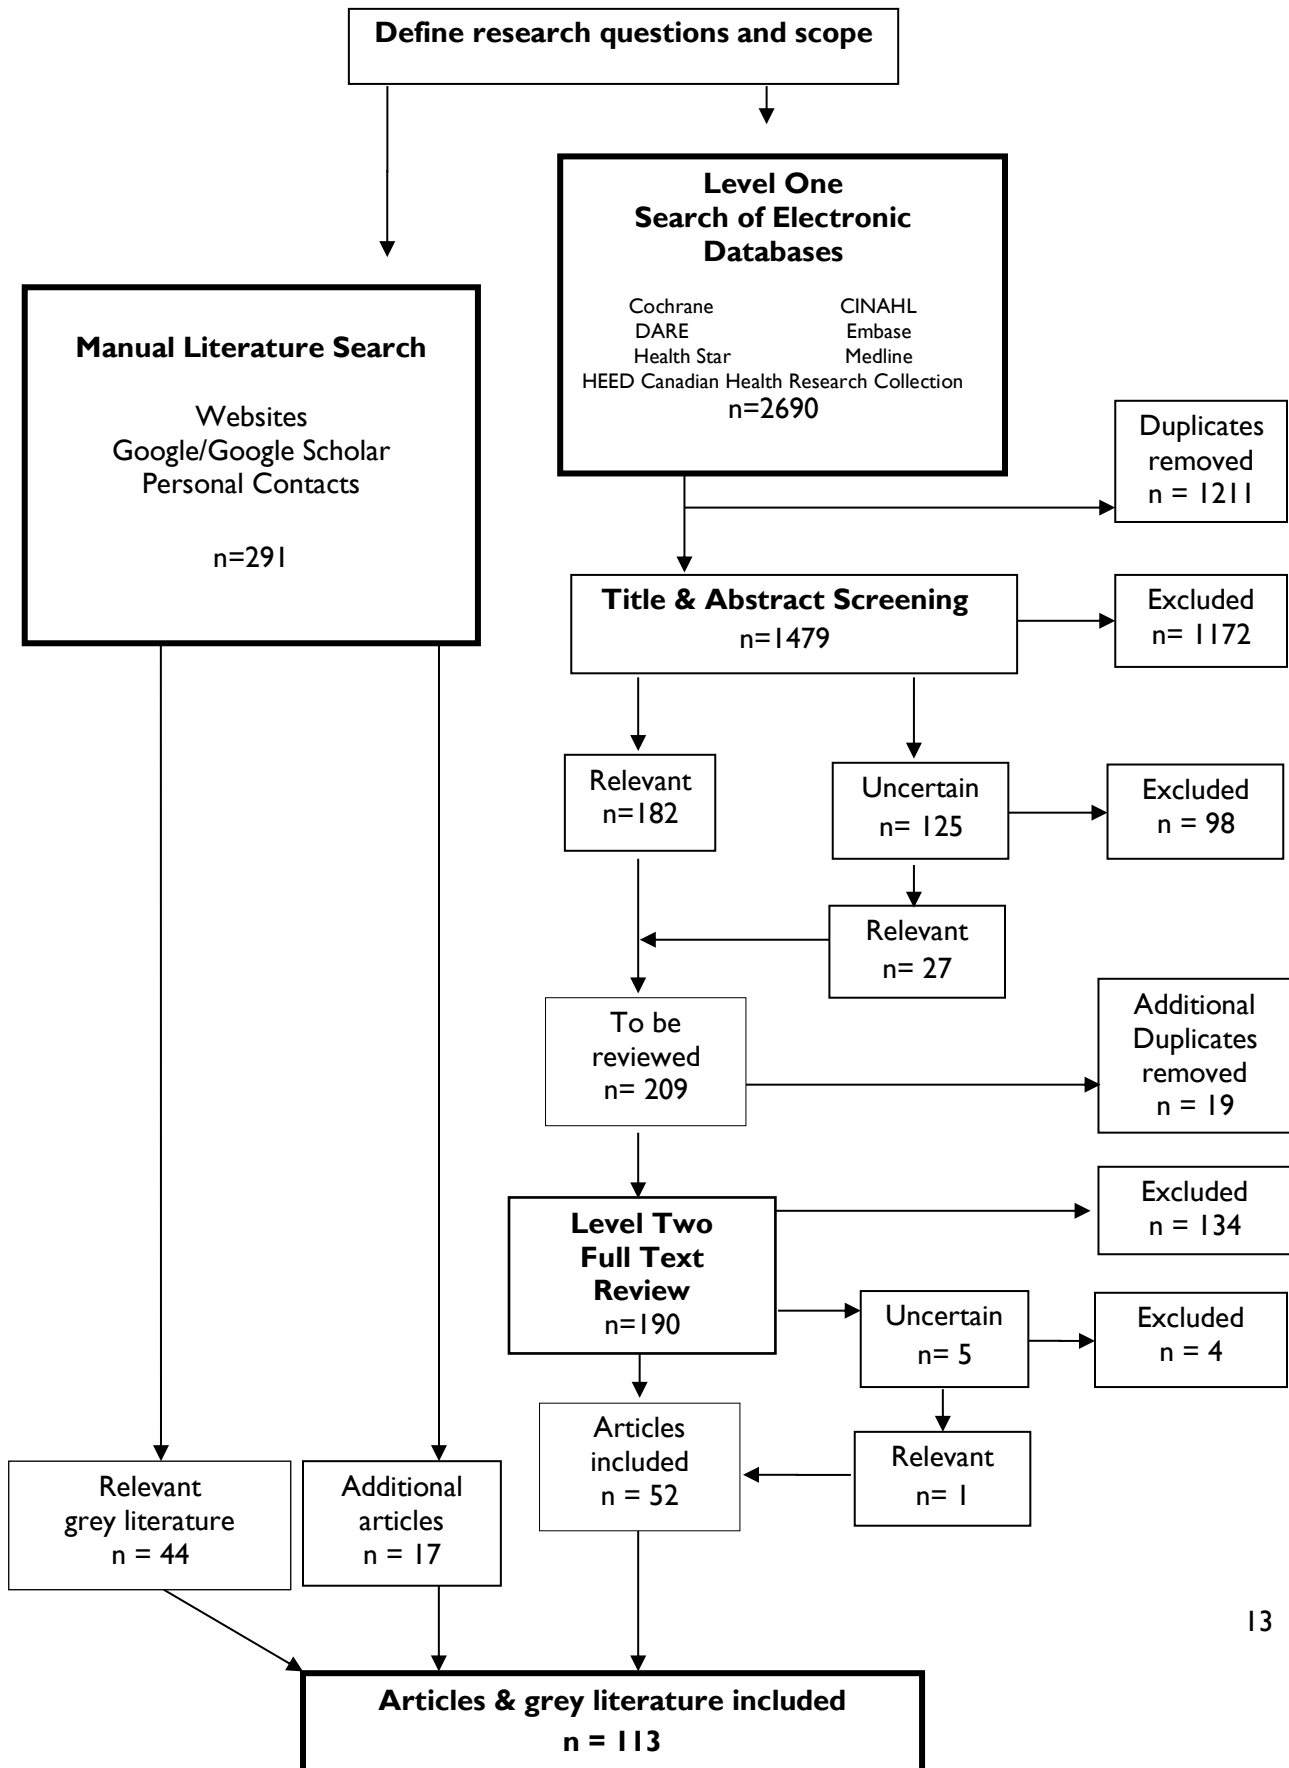 Define research questions and scope
Level One
Search of Electronic
Databases
Cochrane CINAHL
DARE Embase
Health Star Medline
HEED Canadian Health Research Collection
n=2690
Manual Literature Search
Websites
Google/Google Scholar
Personal Contacts
n=291
Duplicates
removed
n = 1211
Title & Abstract Screening
n=1479
Excluded
n= 1172
Relevant
n=182
Uncertain
n= 125
Excluded
n = 98
Relevant
n= 27
To be
reviewed
n= 209
Additional
Duplicates
removed
n = 19
Level Two
Full Text
Review
n=190
Excluded
n = 134
Uncertain
n= 5
Excluded
n = 4
Articles
included
n = 52
Relevant
n= 1
Relevant
grey literature
n = 44
Additional
articles
n = 17
13
Articles & grey literature included
n = 113